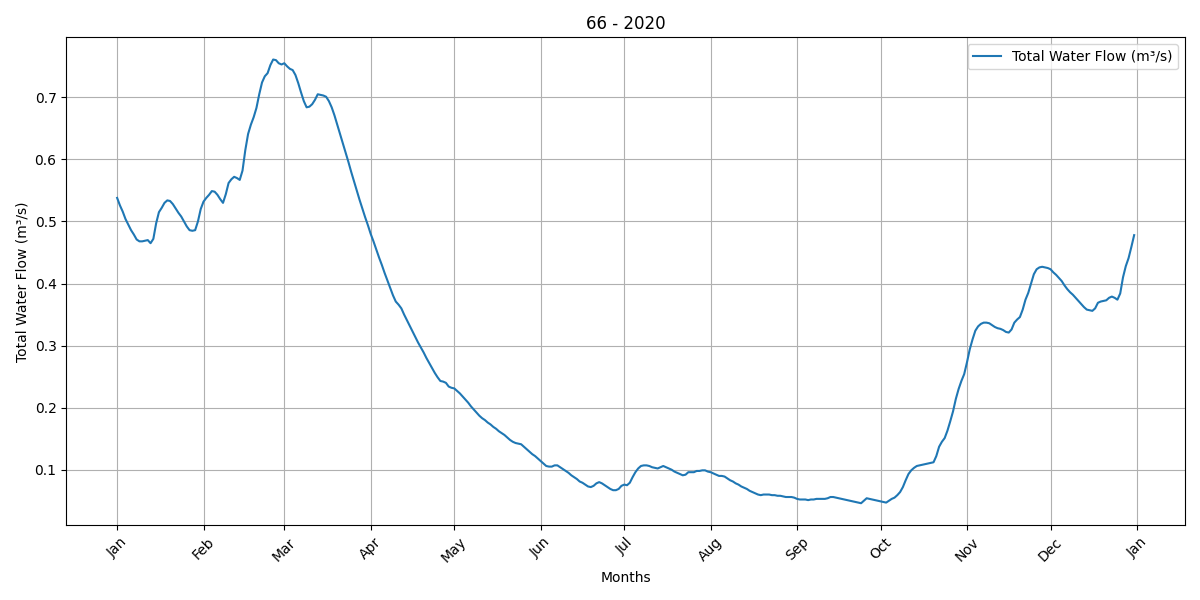 66 - 2020
Total Water Flow (m³/s)
Total Water Flow (m³/s)
0.7
0.6
0.5
0.4
0.3
0.2
0.1
Jan Feb Mar Apr May Jun Jul Aug Sep Oct Nov Dec Jan
Months